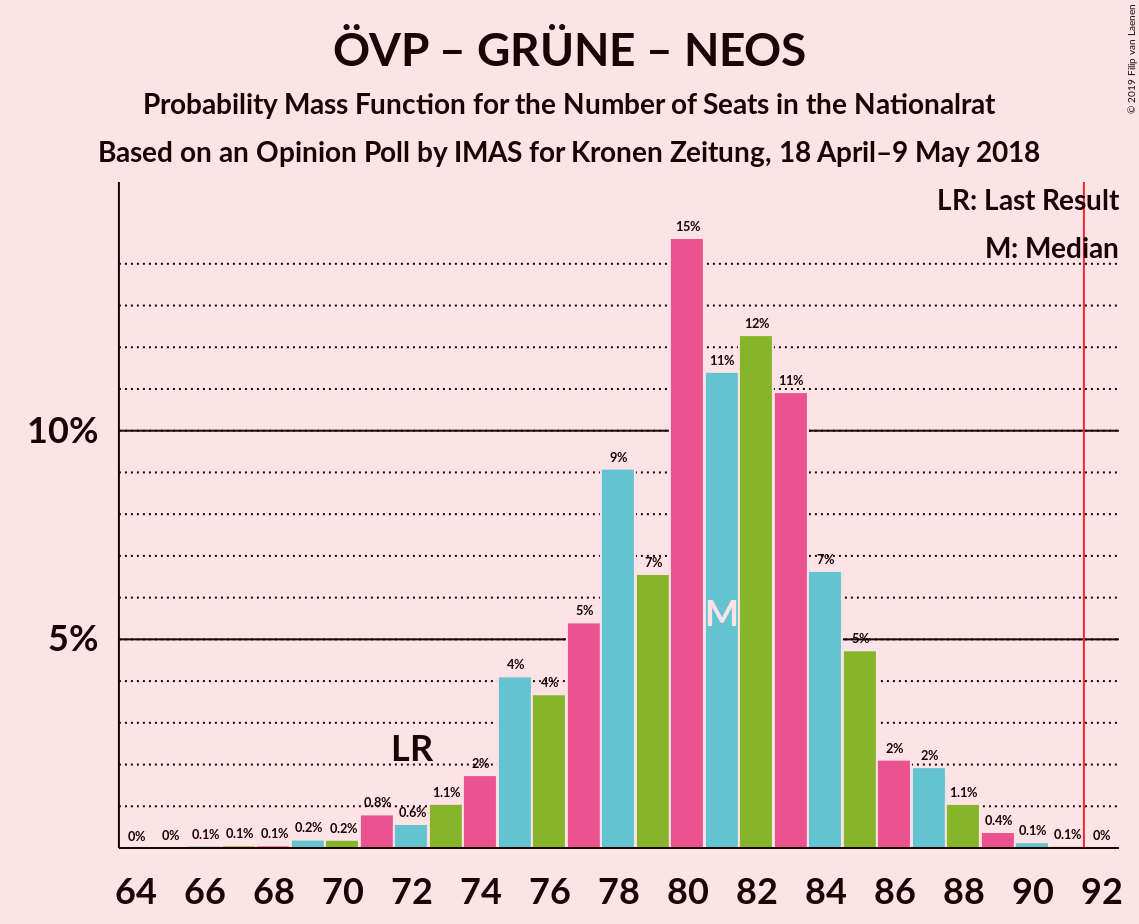 ÖVP – GRÜNE – NEOS
Probability Mass Function for the Number of Seats in the Nationalrat
Based on an Opinion Poll by IMAS for Kronen Zeitung, 18 April–9 May 2018
© 2019 Filip van Laenen
LR: Last Result
M: Median
10%
5%
0% 0% 0.1% 0.1% 0.1% 0.2% 0.2% 0.8% 0.6% 1.1% 2% 4% 4% 5% 9% 7% 15% 11% 12% 11% 7% 5% 2% 2% 1.1% 0.4% 0.1% 0.1% 0%
LR
M
64 66 68 70 72 74 76 78 80 82 84 86 88 90 92